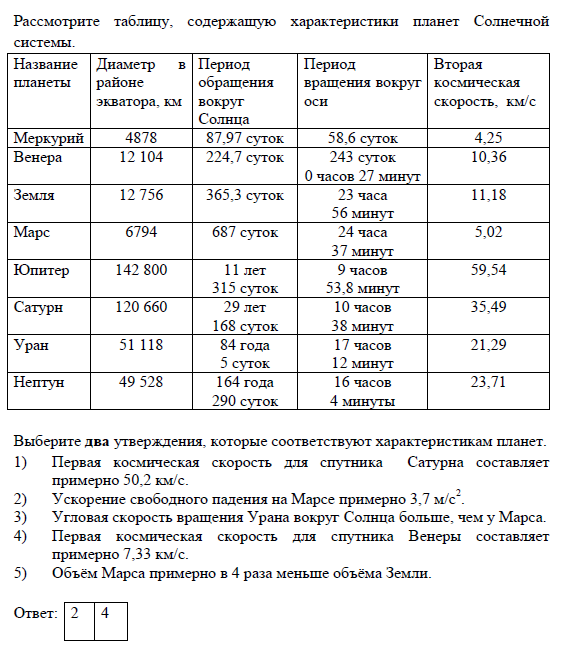 Рассмотрите таблицу, содержащую характеристики планет Солнечной
системы.
Название планеты | Диаметр в районе экватора, км | Период обращения вокруг Солнца | Период вращения вокруг оси | Вторая космическая скорость, км/с
Меркурий | 4878 | 87,97 суток | 58,6 суток | 4,25
Венера | 12 104 | 224,7 суток | 243 суток 0 часов 27 минут | 10,36
Земля | 12 756 | 365,3 суток | 23 часа 56 минут | 11,18
Марс | 6794 | 687 суток | 24 часа 37 минут | 5,02
Юпитер | 142 800 | 11 лет 315 суток | 9 часов 53,8 минут | 59,54
Сатурн | 120 660 | 29 лет 168 суток | 10 часов 38 минут | 35,49
Уран | 51 118 | 84 года 5 суток | 17 часов 12 минут | 21,29
Нептун | 49 528 | 164 года 290 суток | 16 часов 4 минуты | 23,71
Выберите два утверждения, которые соответствуют характеристикам планет.
1) Первая космическая скорость для спутника Сатурна составляет
примерно 50,2 км/с.
2) Ускорение свободного падения на Марсе примерно 3,7 м/с².
3) Угловая скорость вращения Урана вокруг Солнца больше, чем у Марса.
4) Первая космическая скорость для спутника Венеры составляет
примерно 7,33 км/с.
5) Объём Марса примерно в 4 раза меньше объёма Земли.
Ответ: 2 4